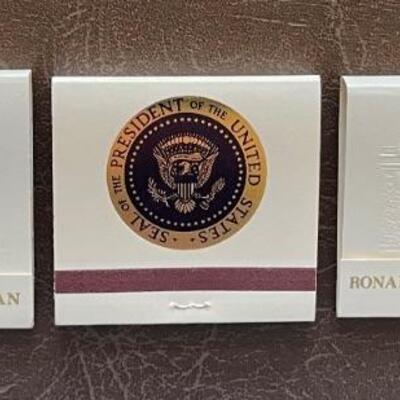 SEAL OF THE PRESIDENT OF THE UNITED STATES
AN
RONA